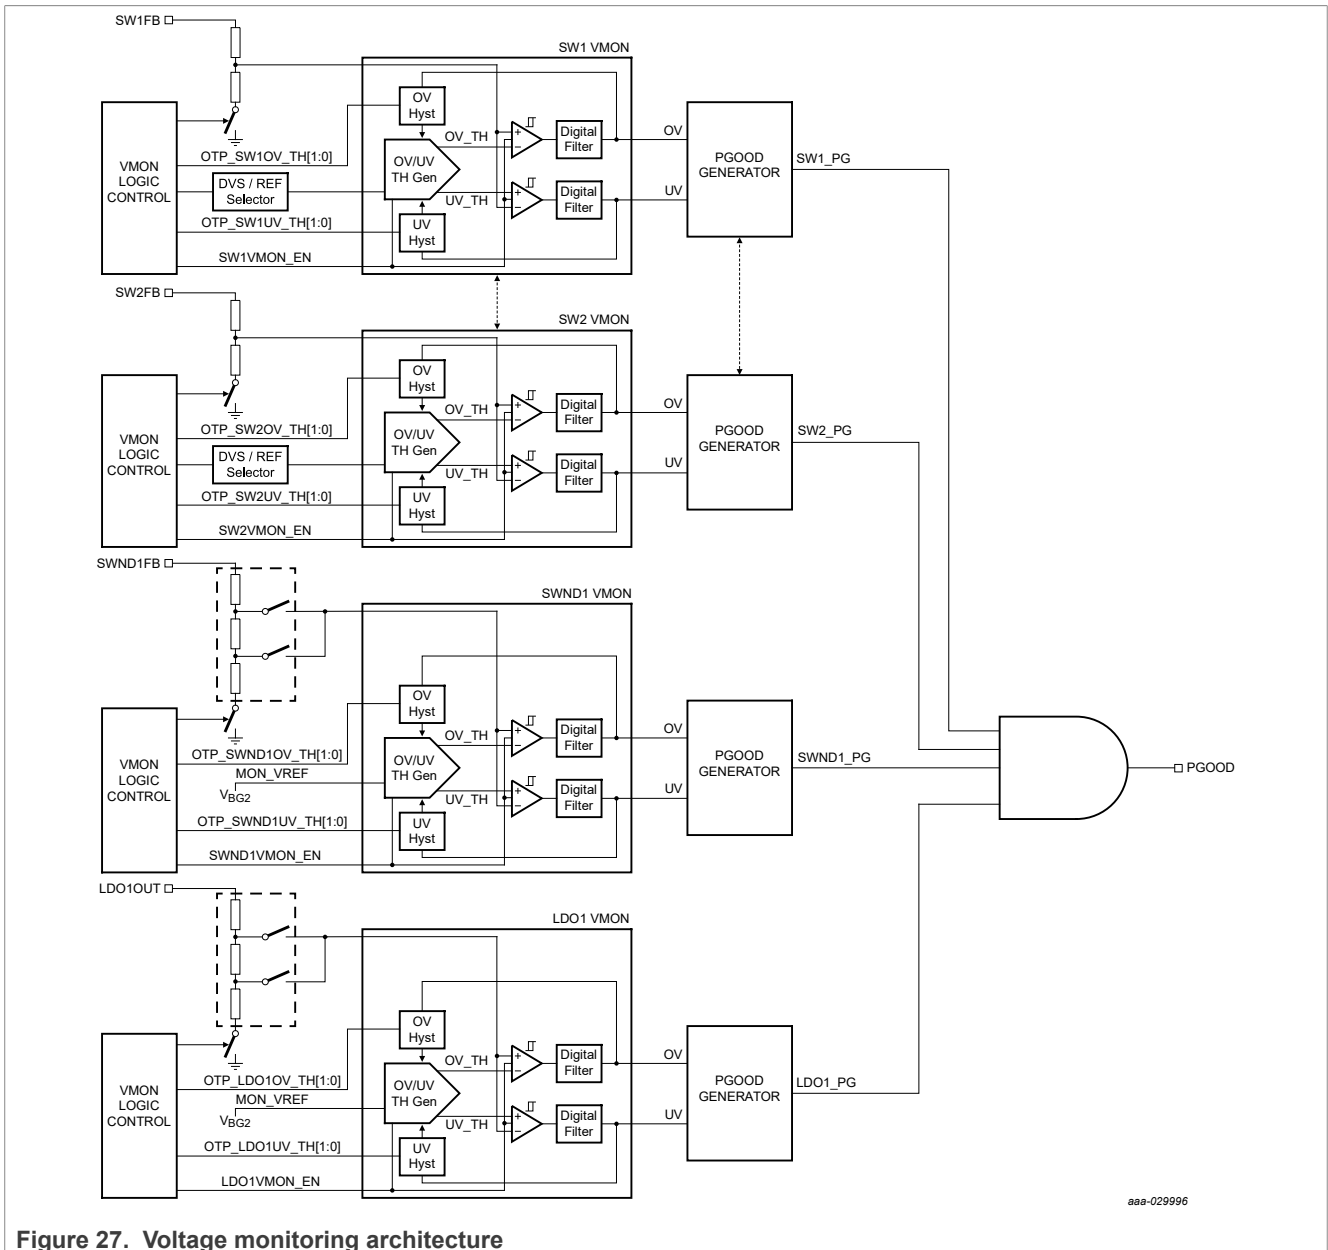 SW1FB
SW1 VMON
VMON
LOGIC
CONTROL
OTP_SW1OV_TH[1:0]
DVS / REF
Selector
OTP_SW1UV_TH[1:0]
SW1VMON_EN
OV
Hyst
OV/UV
TH Gen
UV
Hyst
OV_TH
UV_TH
+
−
+
−
Digital
Filter
Digital
Filter
OV
UV
PGOOD
GENERATOR
SW1_PG
SW2FB
SW2 VMON
VMON
LOGIC
CONTROL
OTP_SW2OV_TH[1:0]
DVS / REF
Selector
OTP_SW2UV_TH[1:0]
SW2VMON_EN
OV
Hyst
OV/UV
TH Gen
UV
Hyst
OV_TH
UV_TH
+
−
+
−
Digital
Filter
Digital
Filter
OV
UV
PGOOD
GENERATOR
SW2_PG
SWND1FB
SWND1 VMON
VMON
LOGIC
CONTROL
OTP_SWND1OV_TH[1:0]
MON_VREF
VBG2
OTP_SWND1UV_TH[1:0]
SWND1VMON_EN
OV
Hyst
OV/UV
TH Gen
UV
Hyst
OV_TH
UV_TH
+
−
+
−
Digital
Filter
Digital
Filter
OV
UV
PGOOD
GENERATOR
SWND1_PG
PGOOD
LDO1OUT
LDO1 VMON
VMON
LOGIC
CONTROL
OTP_LDO1OV_TH[1:0]
MON_VREF
VBG2
OTP_LDO1UV_TH[1:0]
LDO1VMON_EN
OV
Hyst
OV/UV
TH Gen
UV
Hyst
OV_TH
UV_TH
+
−
+
−
Digital
Filter
Digital
Filter
OV
UV
PGOOD
GENERATOR
LDO1_PG
aaa-029996
Figure 27. Voltage monitoring architecture